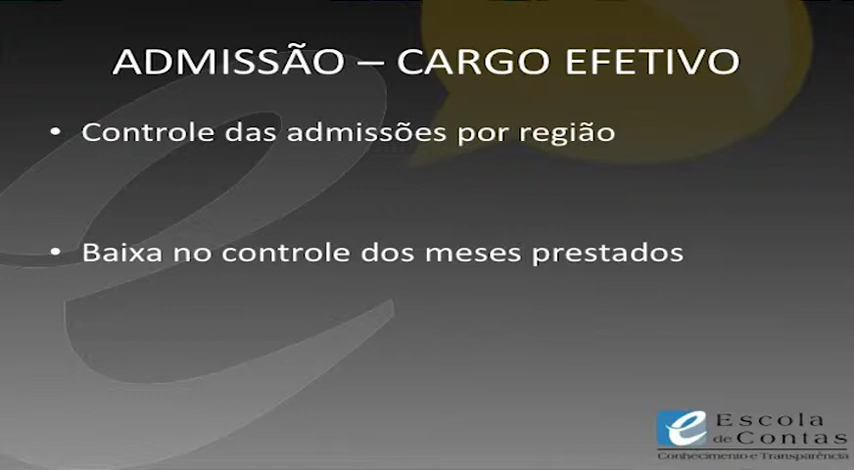 ADMISSÃO – CARGO EFETIVO
• Controle das admissões por região
• Baixa no controle dos meses prestados
e Escola
de Contas
Conhecimento e Transparência